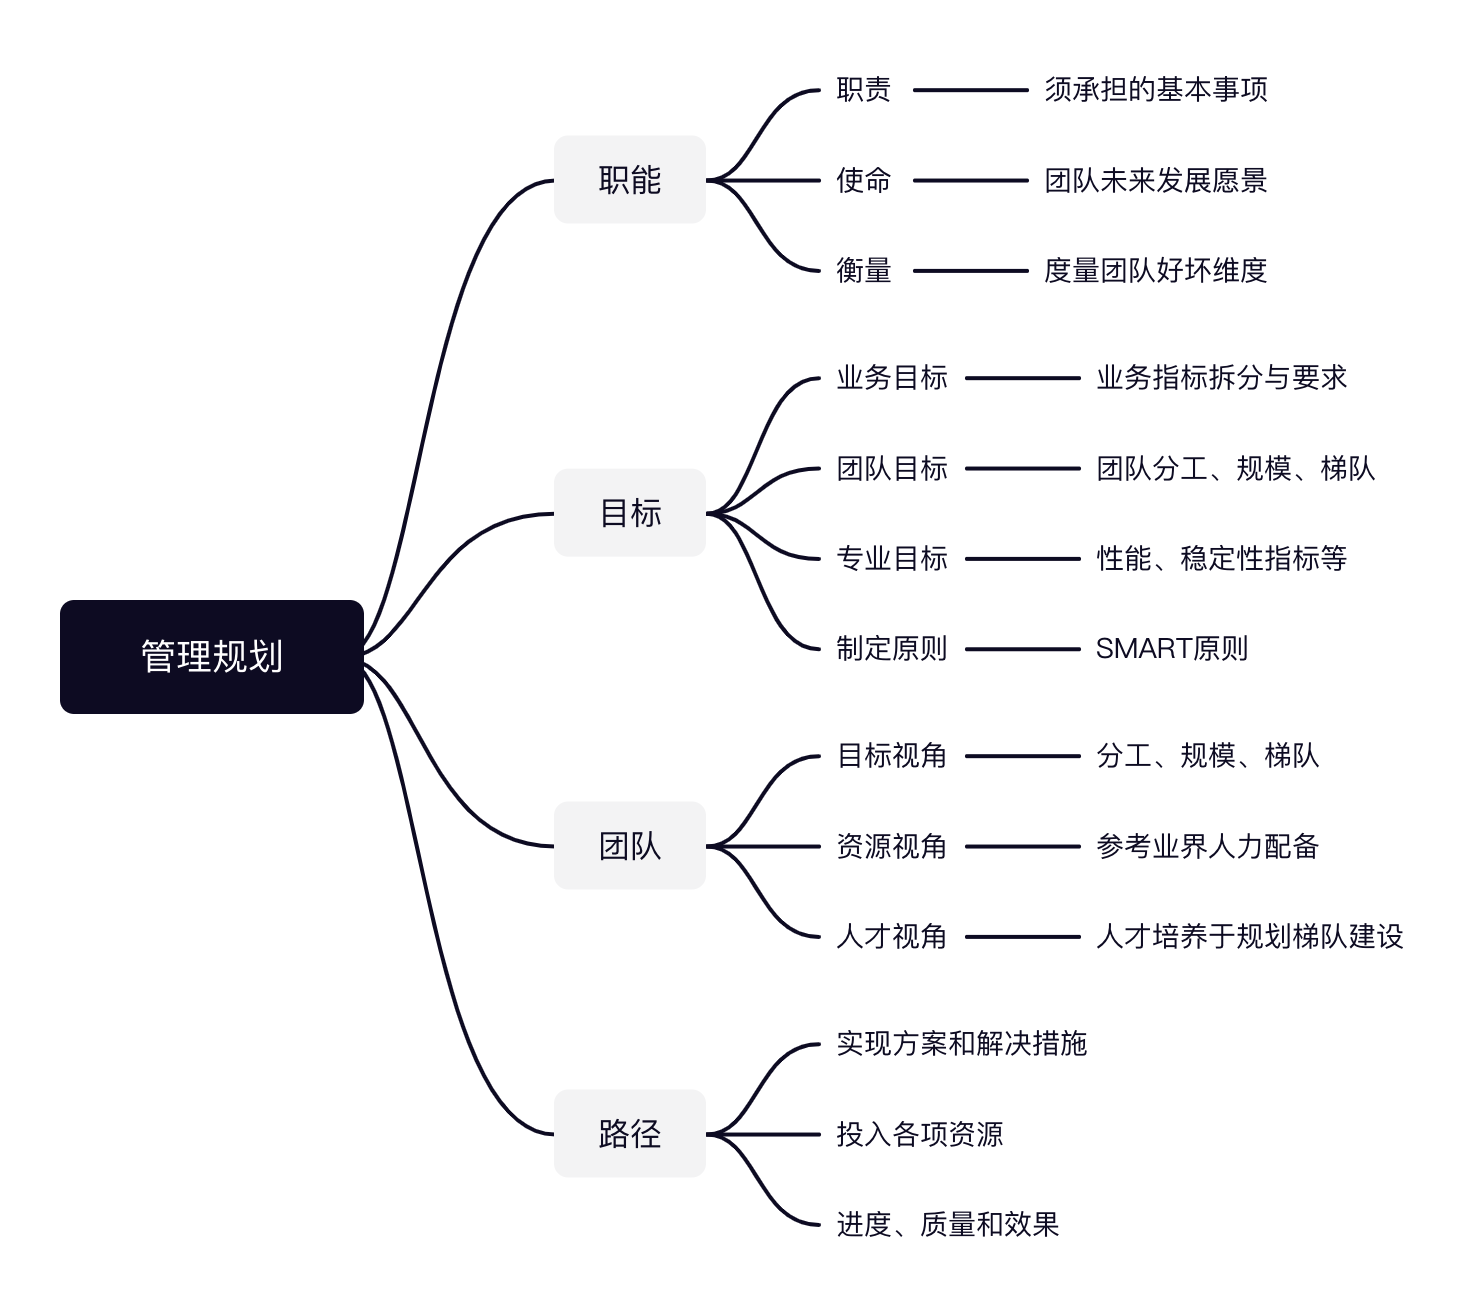 管理规划
职能
职责
须承担的基本事项
使命
团队未来发展愿景
衡量
度量团队好坏维度
目标
业务目标
业务指标拆分与要求
团队目标
团队分工、规模、梯队
专业目标
性能、稳定性指标等
制定原则
SMART原则
团队
目标视角
分工、规模、梯队
资源视角
参考业界人力配备
人才视角
人才培养于规划梯队建设
路径
实现方案和解决措施
投入各项资源
进度、质量和效果